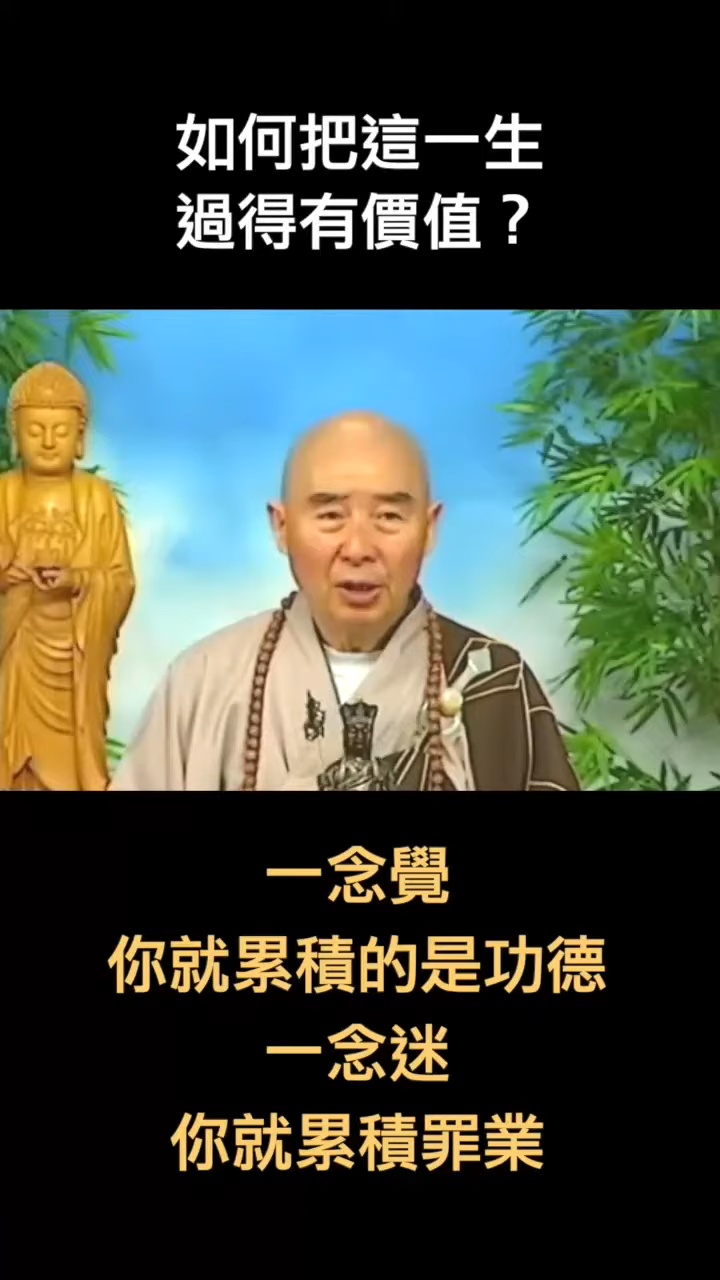 如何把這一生
過得有價值？
一念覺
你就累積的是功德
一念迷
你就累積罪業